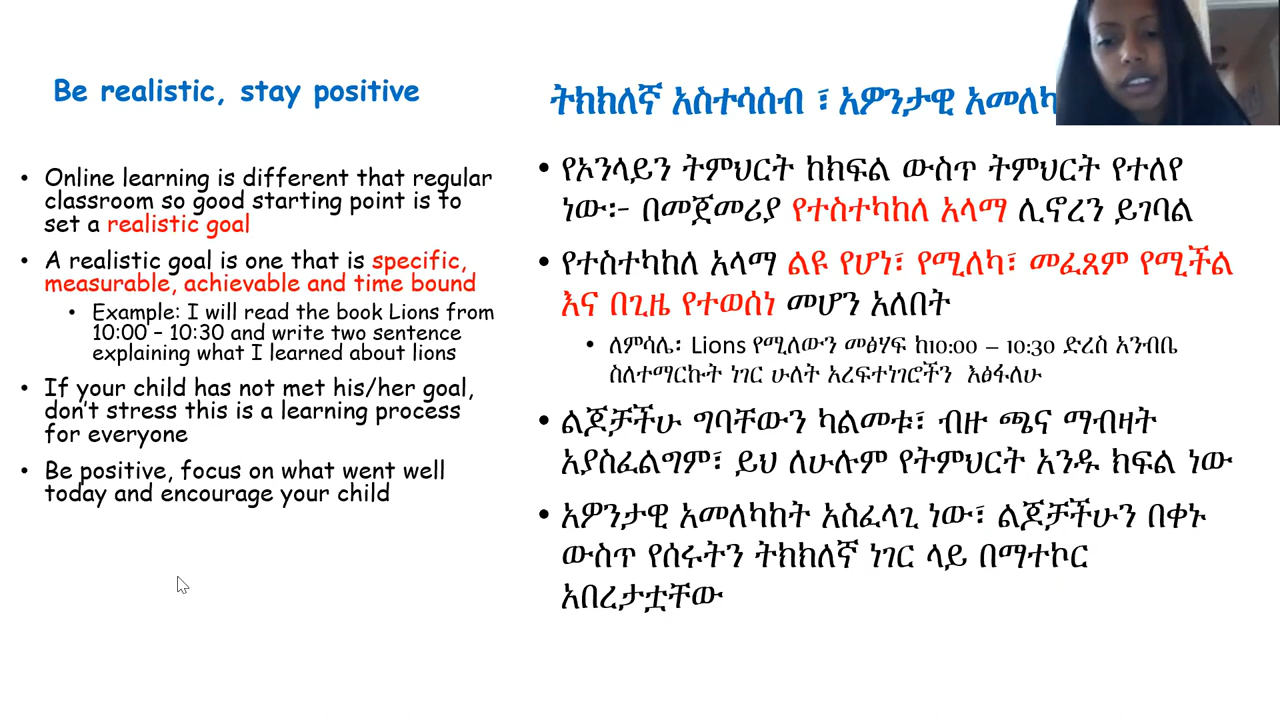 Be realistic, stay positive
• Online learning is different that regular
classroom so good starting point is to
set a realistic goal
• A realistic goal is one that is specific,
measurable, achievable and time bound
• Example: I will read the book Lions from
10:00 – 10:30 and write two sentence
explaining what I learned about lions
• If your child has not met his/her goal,
don't stress this is a learning process
for everyone
• Be positive, focus on what went well
today and encourage your child
ትክክለኛ አስተሳሰብ ፣ አዎንታዊ
• የኦንላይን ትምህርት ከክፍል ውስጥ ትምህርት የተለየ
ነው፡- በመጀመሪያ የተስተካከለ አላማ ሊኖረን ይገባል
• የተስተካከለ አላማ ልዩ የሆነ፣ የሚለካ፣ መፈጸም የሚችል
እና በጊዜ የተወሰነ መሆን አለበት
• ለምሳሌ፡ Lions የሚለውን መፅሃፍ ከ10:00 – 10:30 ድረስ አንብቤ
ስለተማርኩት ነገር ሁለት አረፍተነገሮችን እፅፋለሁ
• ልጆቻችሁ ግባቸውን ካልመቱ፣ ብዙ ጫና ማብዛት
አያስፈልግም፣ ይህ ለሁሉም የትምህርት አንዱ ክፍል ነው
• አዎንታዊ አመለካከት አስፈላጊ ነው፣ ልጆቻችሁን በቀኑ
ውስጥ የሰሩትን ትክክለኛ ነገር ላይ በማተኮር
አበረታቷቸው